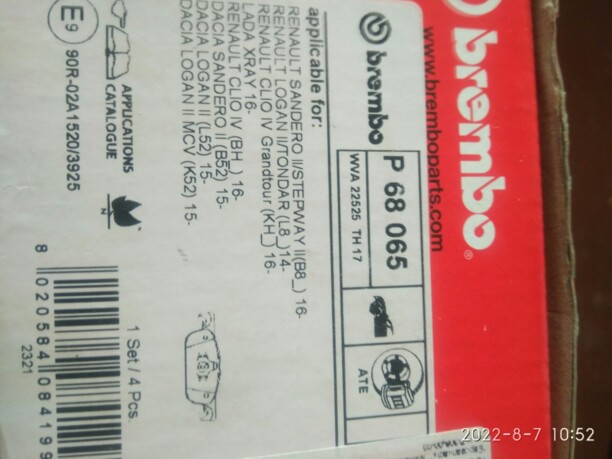 brembo®
www.bremboparts.com
brembo
P 68 065
WVA 22525 TH 17
ATE
applicable for:
RENAULT SANDERO II/STEPWAY II(B8_) 16-
RENAULT LOGAN II/TONDAR (L8_)14-
RENAULT CLIO IV Grandtour (KH_) 16-
LADA XRAY 16-
RENAULT CLIO IV (BH_) 16-
DACIA SANDERO II (B52) 15-
DACIA LOGAN II (L52) 15-
DACIA LOGAN II MCV (K52) 15-
APPLICATIONS
CATALOGUE
N
E9 90R-02A1520/3925
1 Set / 4 Pcs.
8 020584 084199
2321
2022-8-7 10:52